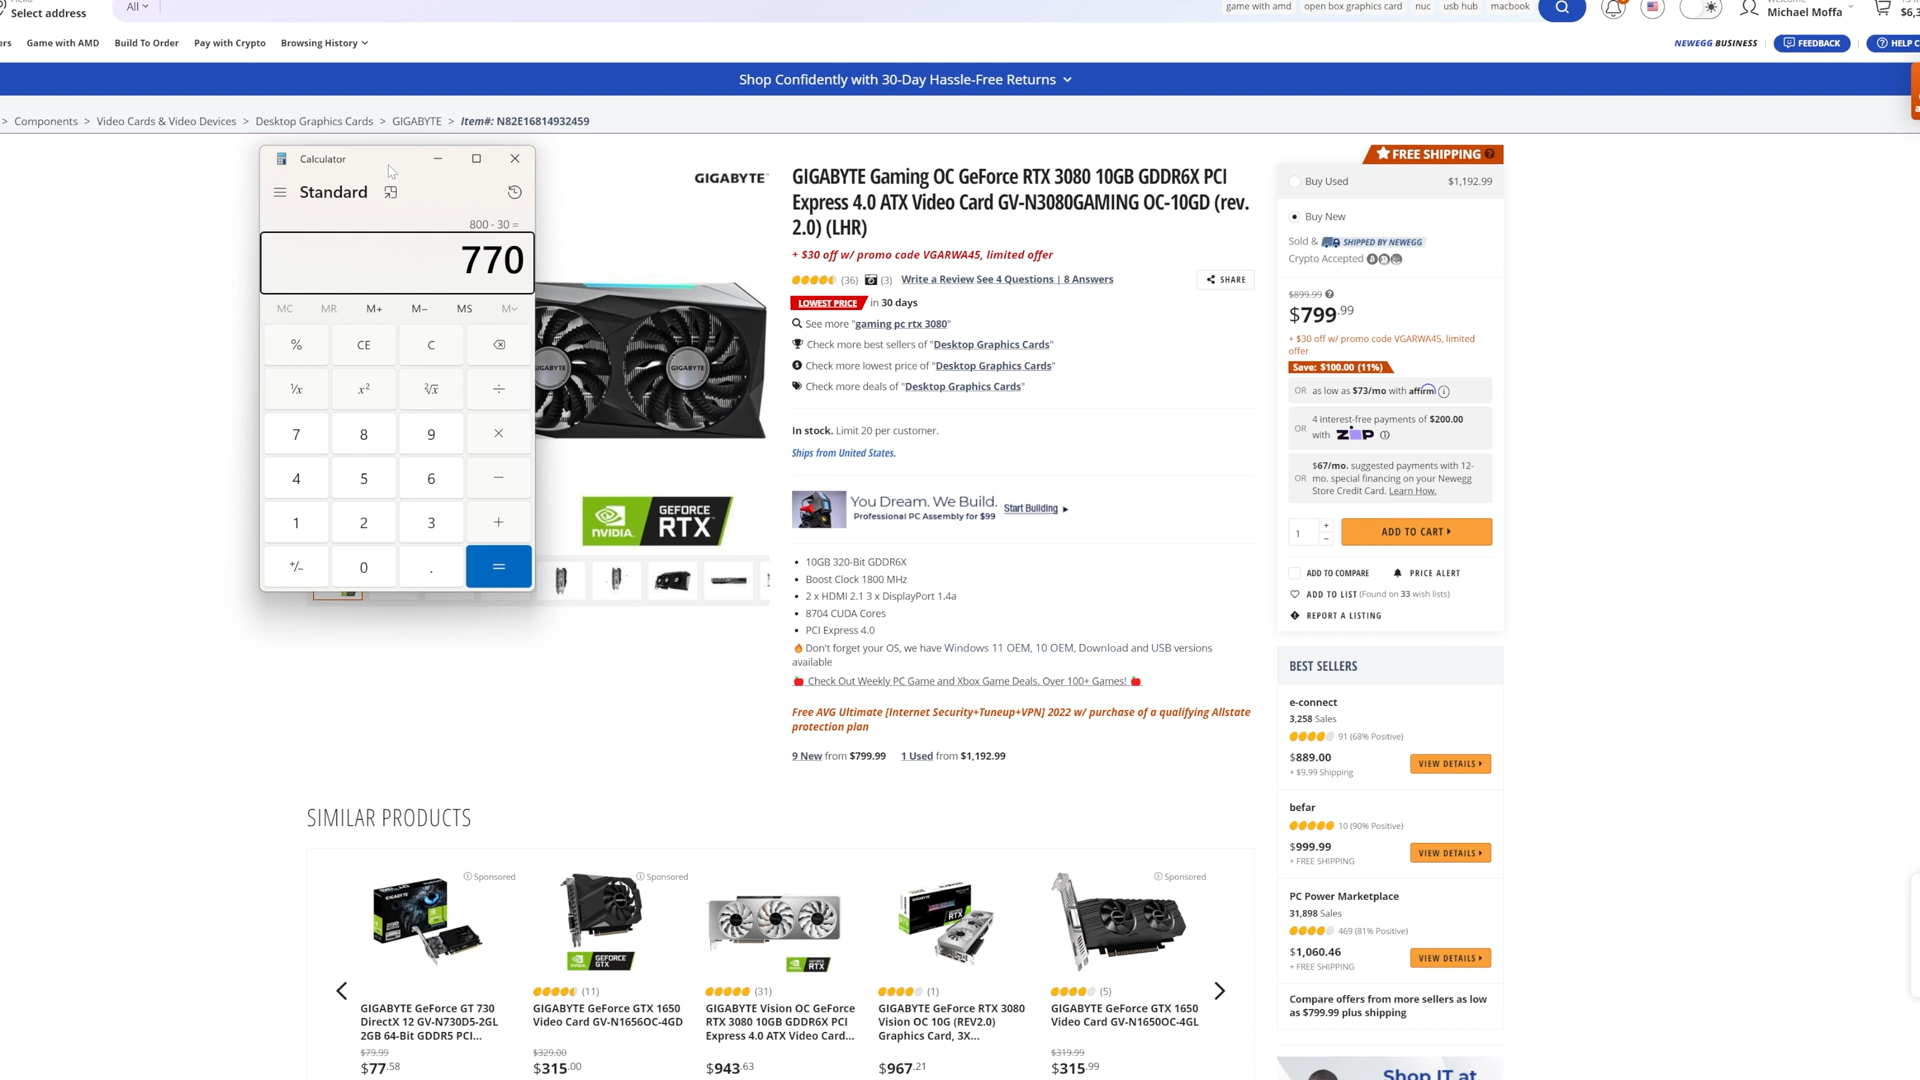 Select address
All
game with amd
open box graphics card
nuc
usb hub
macbook
Michael Moffa
Game with AMD
Build To Order
Pay with Crypto
Browsing History
NEWEGG BUSINESS
FEEDBACK
HELP C
Shop Confidently with 30-Day Hassle-Free Returns
> Components > Video Cards & Video Devices > Desktop Graphics Cards > GIGABYTE > Item#: N82E16814932459
Calculator
Standard
800 - 30 =
770
MC MR M+ M− MS M
% CE C
¹/x x² ²√x ÷
7 8 9 ×
4 5 6 −
1 2 3 +
+/− 0 . =
GIGABYTE
GIGABYTE
GIGABYTE
NVIDIA. GEFORCE RTX
GIGABYTE Gaming OC GeForce RTX 3080 10GB GDDR6X PCI
Express 4.0 ATX Video Card GV-N3080GAMING OC-10GD (rev.
2.0) (LHR)
+ $30 off w/ promo code VGARWA45, limited offer
(36) (3) Write a Review See 4 Questions | 8 Answers
SHARE
LOWEST PRICE in 30 days
See more "gaming pc rtx 3080"
Check more best sellers of "Desktop Graphics Cards"
Check more lowest price of "Desktop Graphics Cards"
Check more deals of "Desktop Graphics Cards"
In stock. Limit 20 per customer.
Ships from United States.
You Dream. We Build.
Professional PC Assembly for $99
Start Building
• 10GB 320-Bit GDDR6X
• Boost Clock 1800 MHz
• 2 x HDMI 2.1 3 x DisplayPort 1.4a
• 8704 CUDA Cores
• PCI Express 4.0
Don't forget your OS, we have Windows 11 OEM, 10 OEM, Download and USB versions
available
Check Out Weekly PC Game and Xbox Game Deals. Over 100+ Games!
Free AVG Ultimate [Internet Security+Tuneup+VPN] 2022 w/ purchase of a qualifying Allstate
protection plan
9 New from $799.99 1 Used from $1,192.99
FREE SHIPPING
Buy Used $1,192.99
Buy New
Sold & SHIPPED BY NEWEGG
Crypto Accepted
$899.99
$799.99
+ $30 off w/ promo code VGARWA45, limited
offer
Save: $100.00 (11%)
OR as low as $73/mo with affirm
OR 4 interest-free payments of $200.00
with ZIP
OR $67/mo. suggested payments with 12-
mo. special financing on your Newegg
Store Credit Card. Learn How.
1 + −
ADD TO CART
ADD TO COMPARE
PRICE ALERT
ADD TO LIST (Found on 33 wish lists)
REPORT A LISTING
BEST SELLERS
e-connect
3,258 Sales
91 (68% Positive)
$889.00
+ $9.99 Shipping
VIEW DETAILS
befar
10 (90% Positive)
$999.99
+ FREE SHIPPING
VIEW DETAILS
PC Power Marketplace
31,898 Sales
469 (81% Positive)
$1,060.46
+ FREE SHIPPING
VIEW DETAILS
Compare offers from more sellers as low
as $799.99 plus shipping
Shop IT at
SIMILAR PRODUCTS
Sponsored
GIGABYTE GeForce GT 730
DirectX 12 GV-N730D5-2GL
2GB 64-Bit GDDR5 PCI...
$79.99
$77.58
Sponsored
GEFORCE GTX
(11)
GIGABYTE GeForce GTX 1650
Video Card GV-N1656OC-4GD
$329.00
$315.00
GEFORCE RTX
(31)
GIGABYTE Vision OC GeForce
RTX 3080 10GB GDDR6X PCI
Express 4.0 ATX Video Card...
$943.63
(1)
GIGABYTE GeForce RTX 3080
Vision OC 10G (REV2.0)
Graphics Card, 3X...
$967.21
Sponsored
(5)
GIGABYTE GeForce GTX 1650
Video Card GV-N1650OC-4GL
$319.99
$315.99